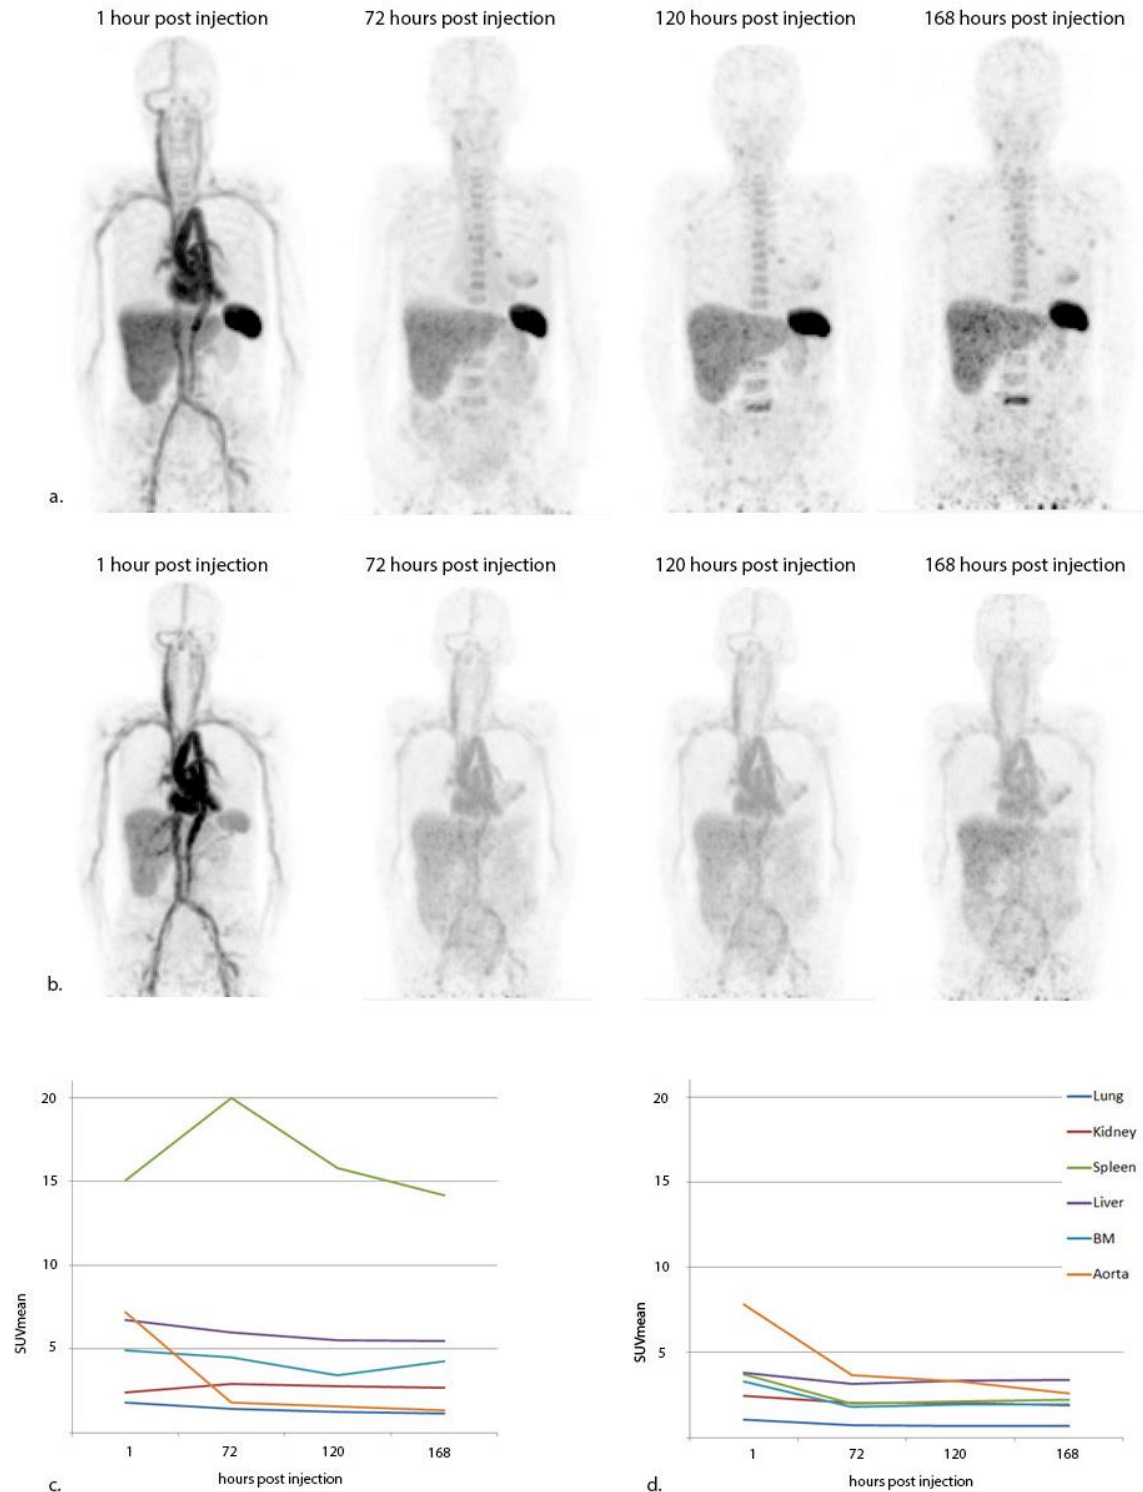 1 hour post injection 72 hours post injection 120 hours post injection 168 hours post injection
a.
1 hour post injection 72 hours post injection 120 hours post injection 168 hours post injection
b.
20
15
10
5
SUVmean
1 72 120 168
hours post injection
c.
20
15
10
5
SUVmean
1 72 120 168
hours post injection
d.
Lung
Kidney
Spleen
Liver
BM
Aorta